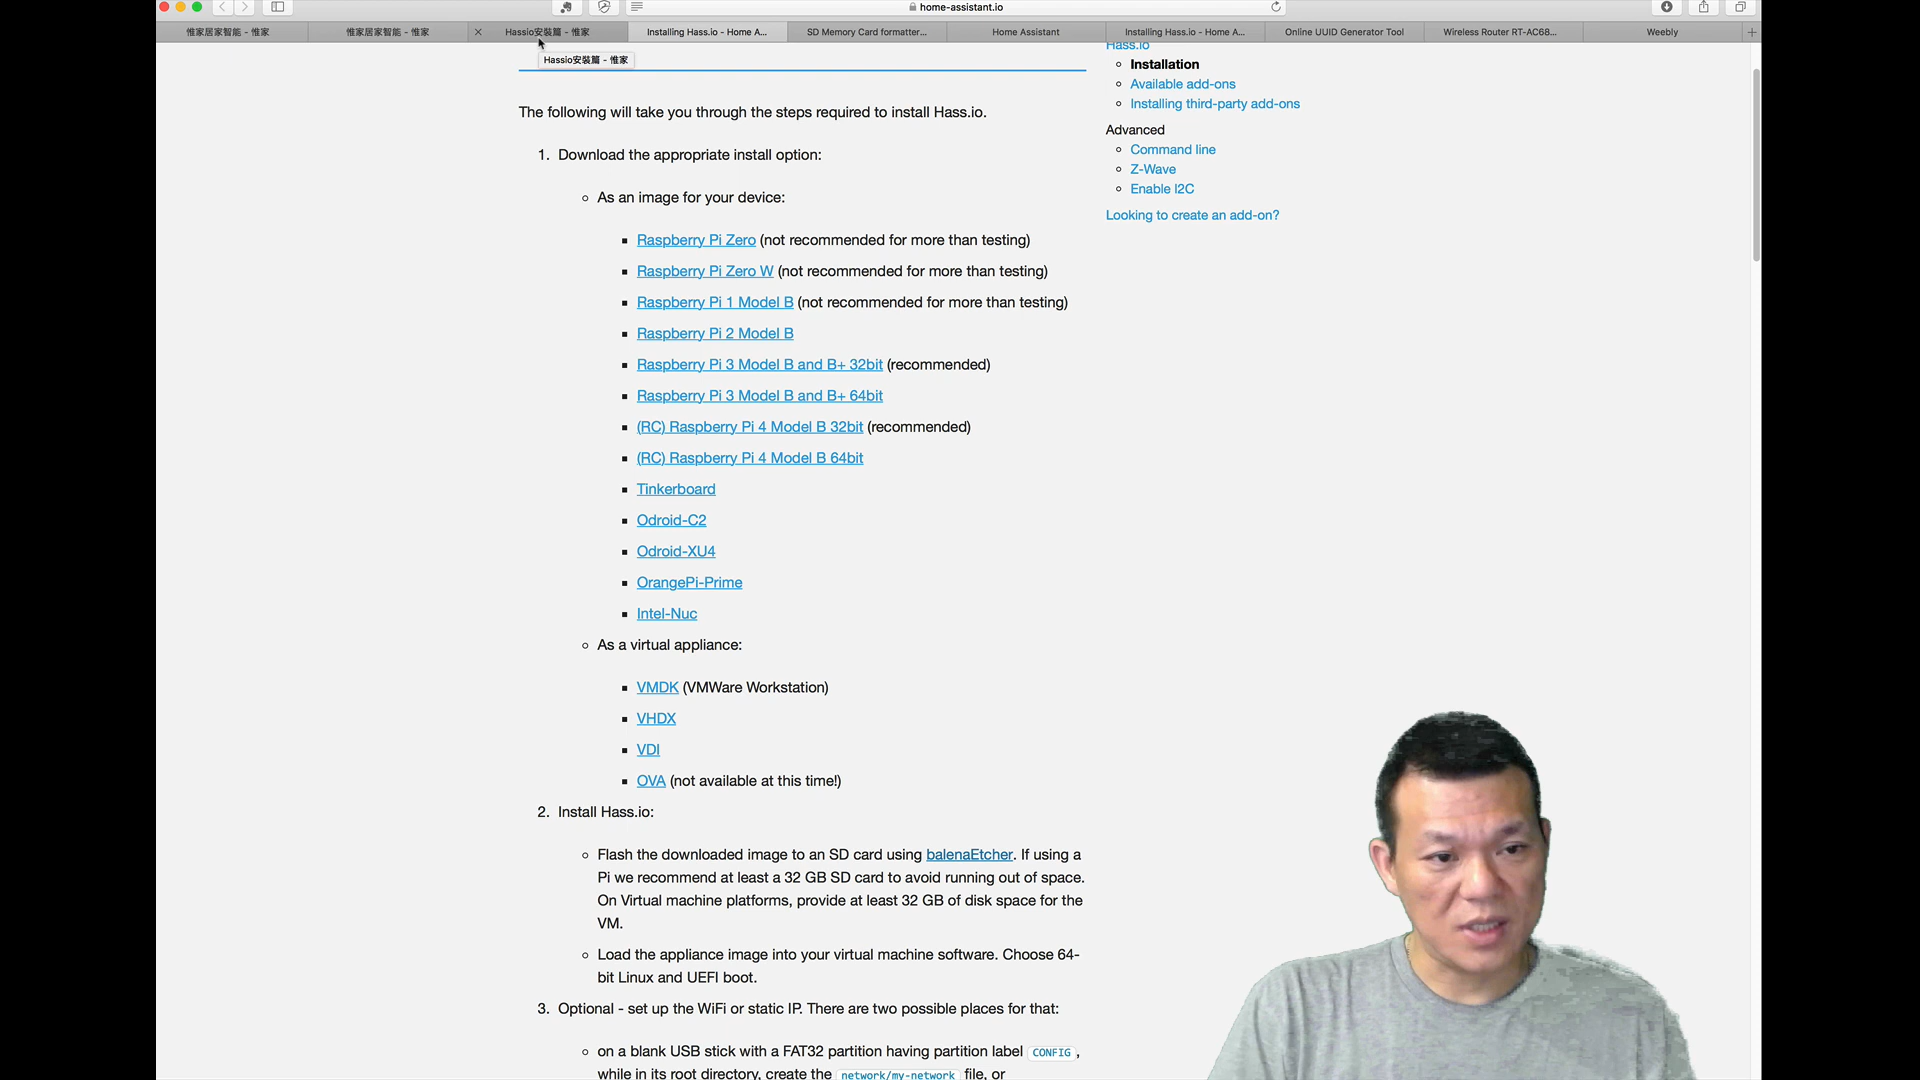 home-assistant.io
惟家居家智能 - 惟家
惟家居家智能 - 惟家
Hassio安裝篇 - 惟家
Installing Hass.io - Home A...
SD Memory Card formatter...
Home Assistant
Installing Hass.io - Home A...
Online UUID Generator Tool
Wireless Router RT-AC68...
Weebly
Hassio安裝篇 - 惟家
The following will take you through the steps required to install Hass.io.
1. Download the appropriate install option:
As an image for your device:
Raspberry Pi Zero (not recommended for more than testing)
Raspberry Pi Zero W (not recommended for more than testing)
Raspberry Pi 1 Model B (not recommended for more than testing)
Raspberry Pi 2 Model B
Raspberry Pi 3 Model B and B+ 32bit (recommended)
Raspberry Pi 3 Model B and B+ 64bit
(RC) Raspberry Pi 4 Model B 32bit (recommended)
(RC) Raspberry Pi 4 Model B 64bit
Tinkerboard
Odroid-C2
Odroid-XU4
OrangePi-Prime
Intel-Nuc
As a virtual appliance:
VMDK (VMWare Workstation)
VHDX
VDI
OVA (not available at this time!)
2. Install Hass.io:
Flash the downloaded image to an SD card using balenaEtcher. If using a
Pi we recommend at least a 32 GB SD card to avoid running out of space.
On Virtual machine platforms, provide at least 32 GB of disk space for the
VM.
Load the appliance image into your virtual machine software. Choose 64-
bit Linux and UEFI boot.
3. Optional - set up the WiFi or static IP. There are two possible places for that:
on a blank USB stick with a FAT32 partition having partition label CONFIG,
while in its root directory, create the network/my-network file, or
Hass.io
Installation
Available add-ons
Installing third-party add-ons
Advanced
Command line
Z-Wave
Enable I2C
Looking to create an add-on?